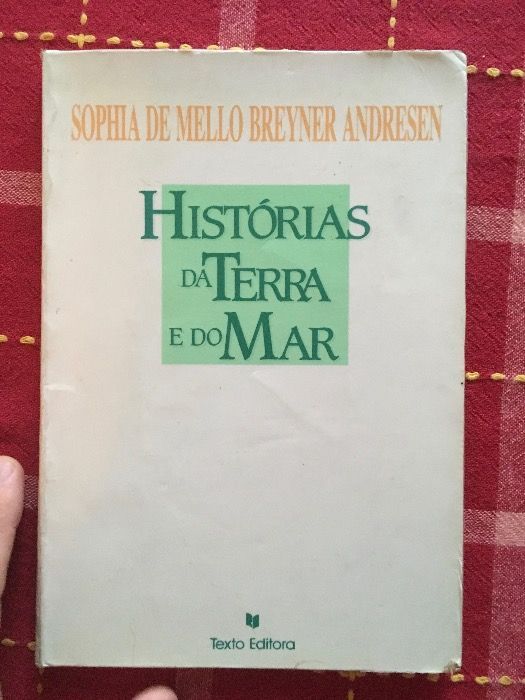 SOPHIA DE MELLO BREYNER ANDRESEN
HISTÓRIAS
DA TERRA
E DO MAR
Texto Editora